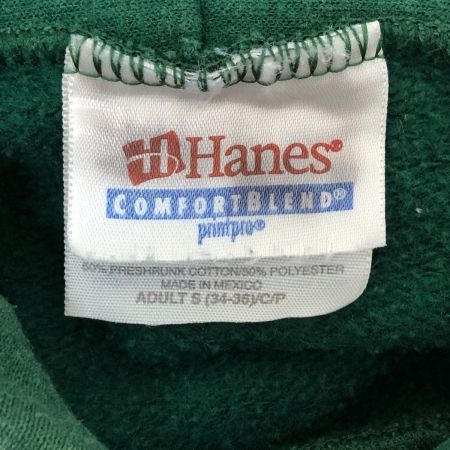 Hanes®
COMFORTBLEND®
printpro®
50% PRESHRUNK COTTON/50% POLYESTER
MADE IN MEXICO
ADULT S (34-36)/C/P